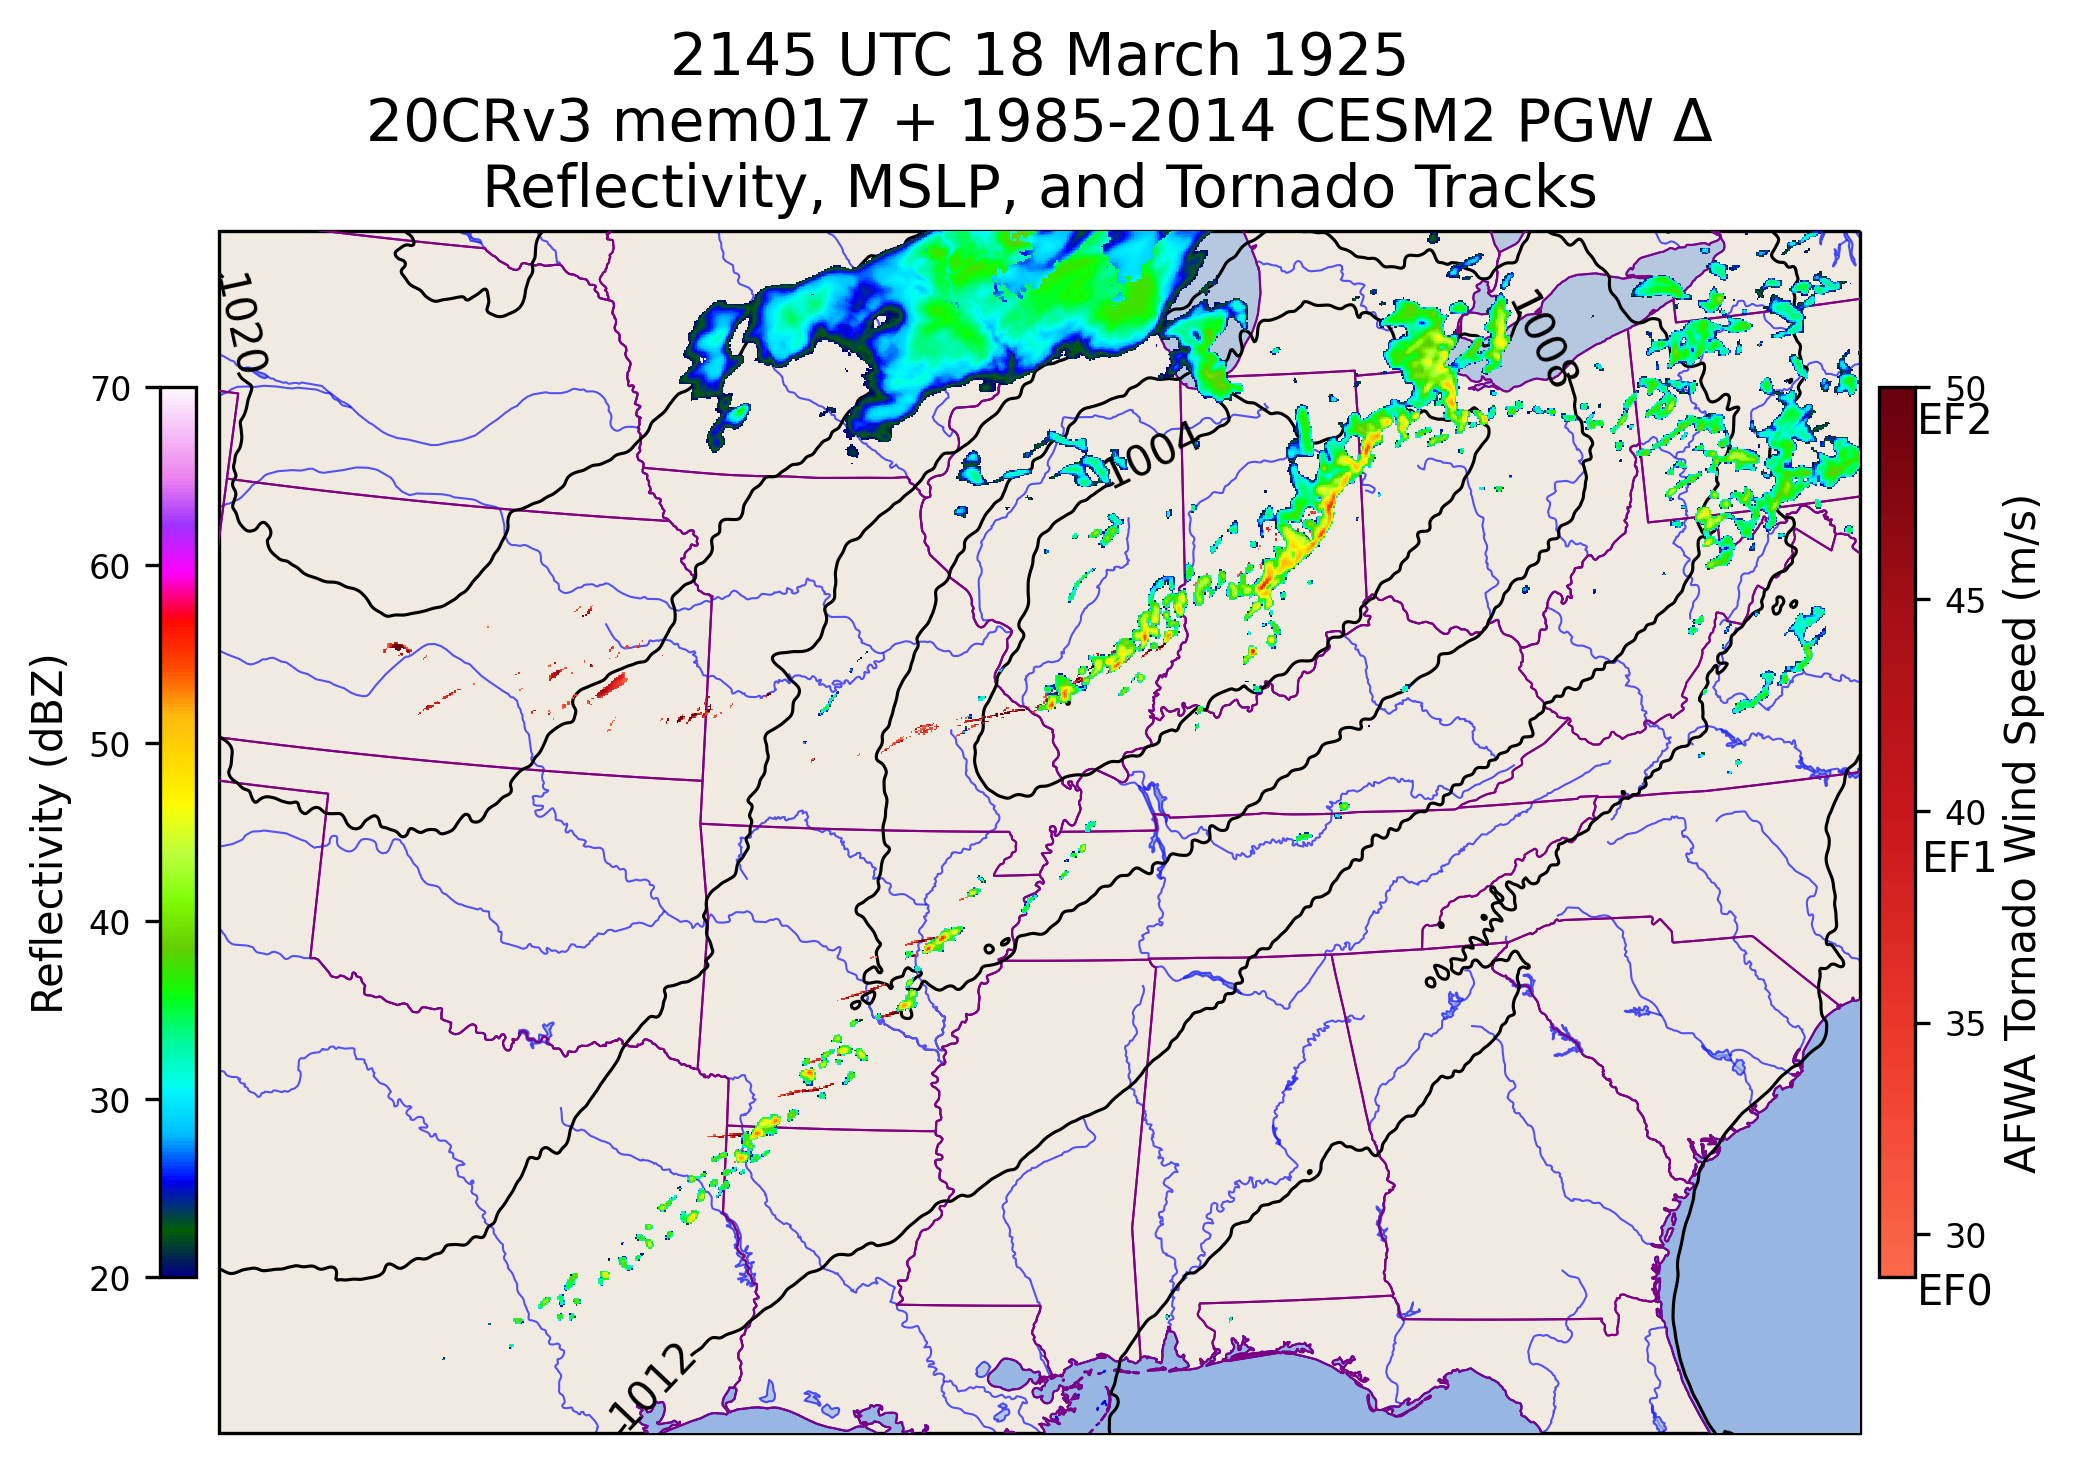 2145 UTC 18 March 1925
20CRv3 mem017 + 1985-2014 CESM2 PGW Δ
Reflectivity, MSLP, and Tornado Tracks
1020
1008
1004
1012
70
60
50
40
30
20
Reflectivity (dBZ)
50
EF2
45
40
EF1
35
30
EF0
AFWA Tornado Wind Speed (m/s)